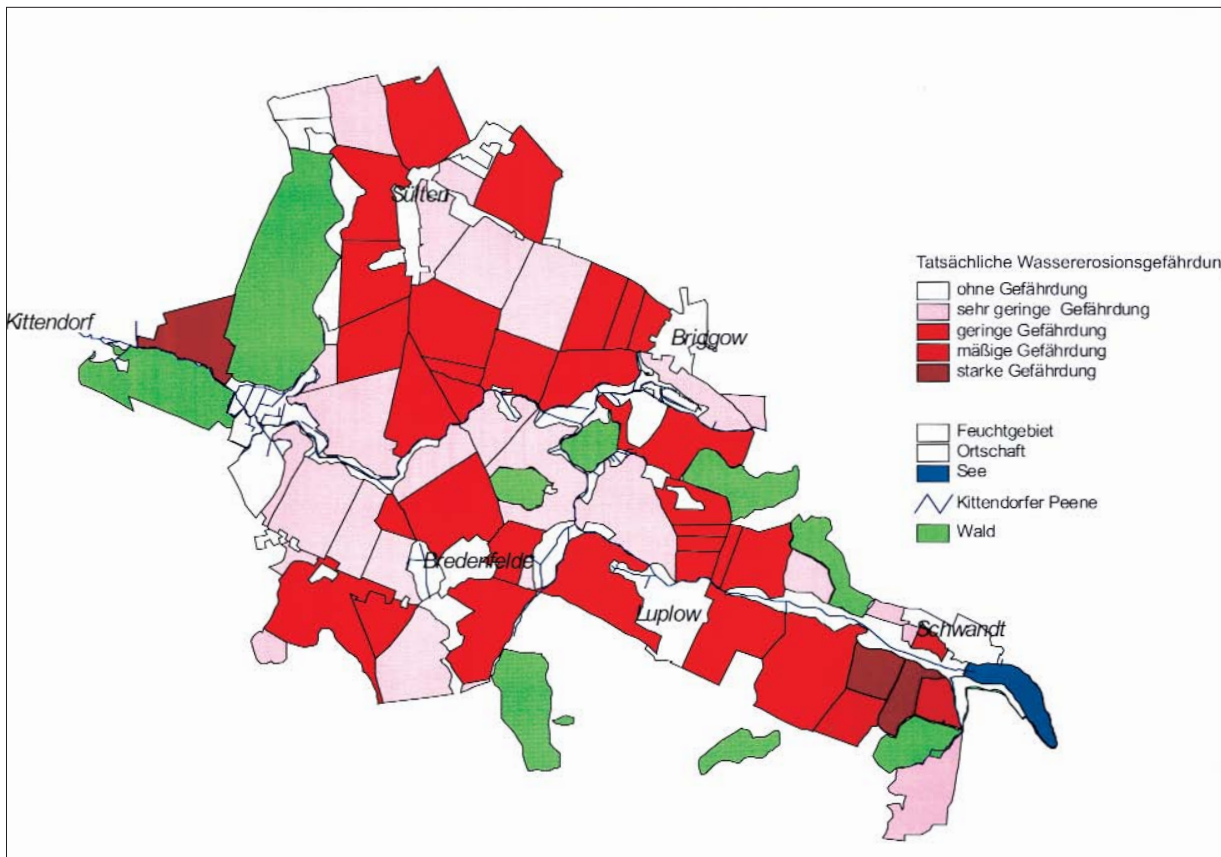 Sülten
Kittendorf
Bridgow
Bredenfelde
Luplow
Schwandt
Tatsächliche Wassererosionsgefährdun
ohne Gefährdung
sehr geringe Gefährdung
geringe Gefährdung
mäßige Gefährdung
starke Gefährdung
Feuchtgebiet
Ortschaft
See
Kittendorfer Peene
Wald